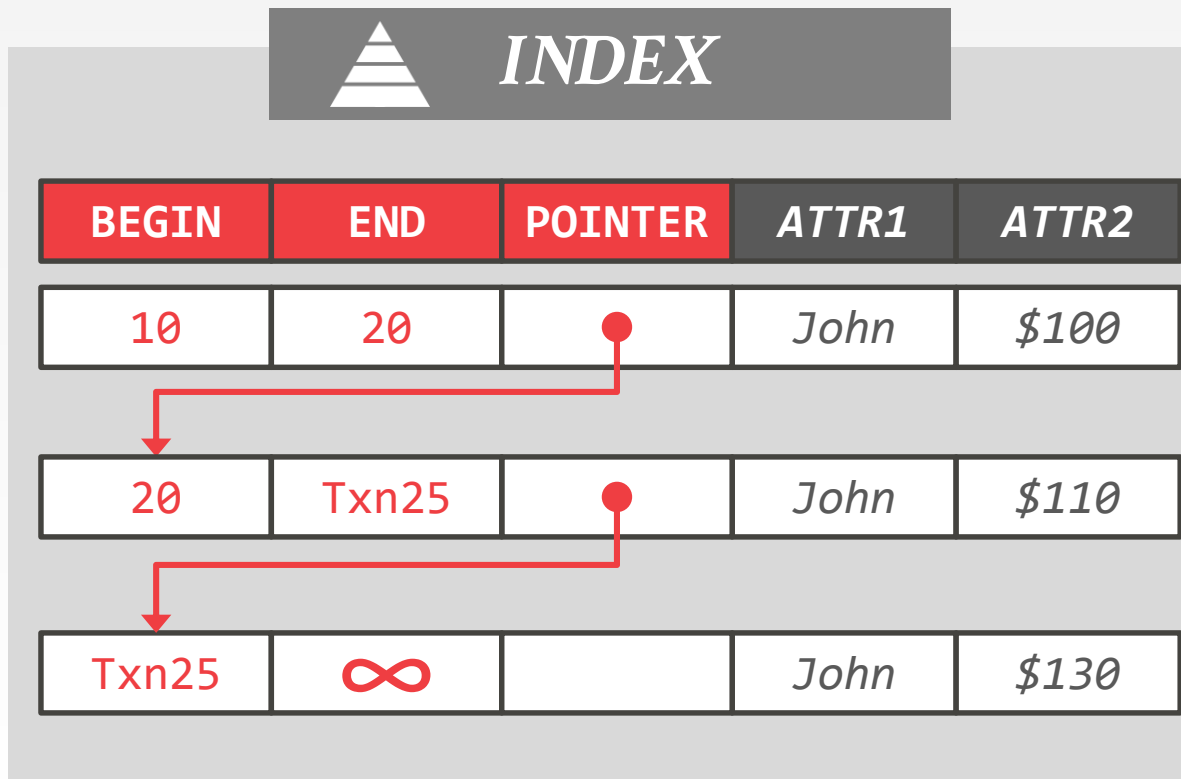 INDEX
BEGIN END POINTER ATTR1 ATTR2
10 20 John $100
20 Txn25 John $110
Txn25 ∞ John $130